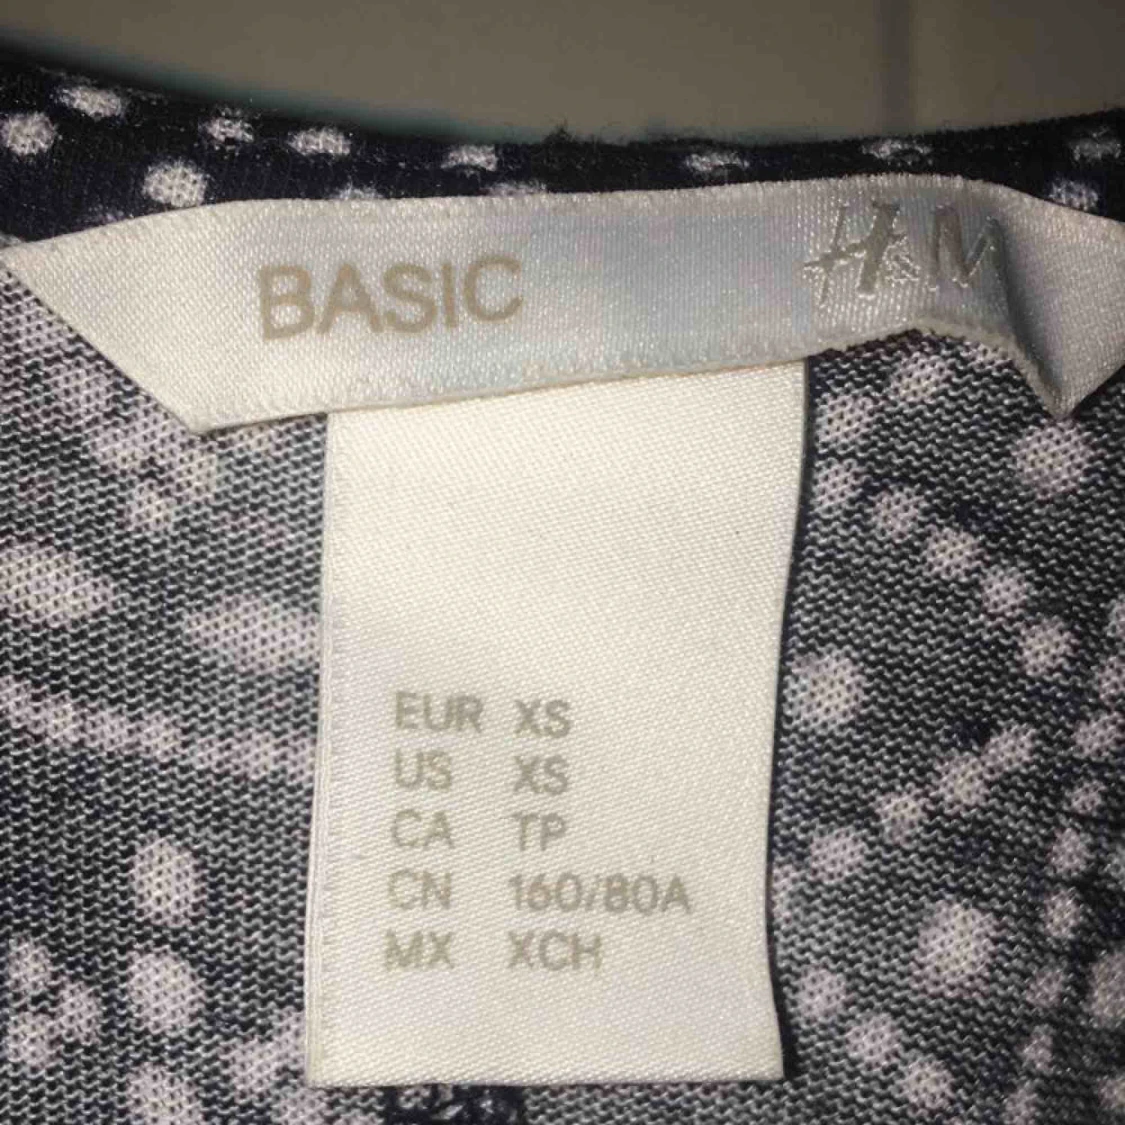 BASIC H&M
EUR XS
US XS
CA TP
CN 160/80A
MX XCH